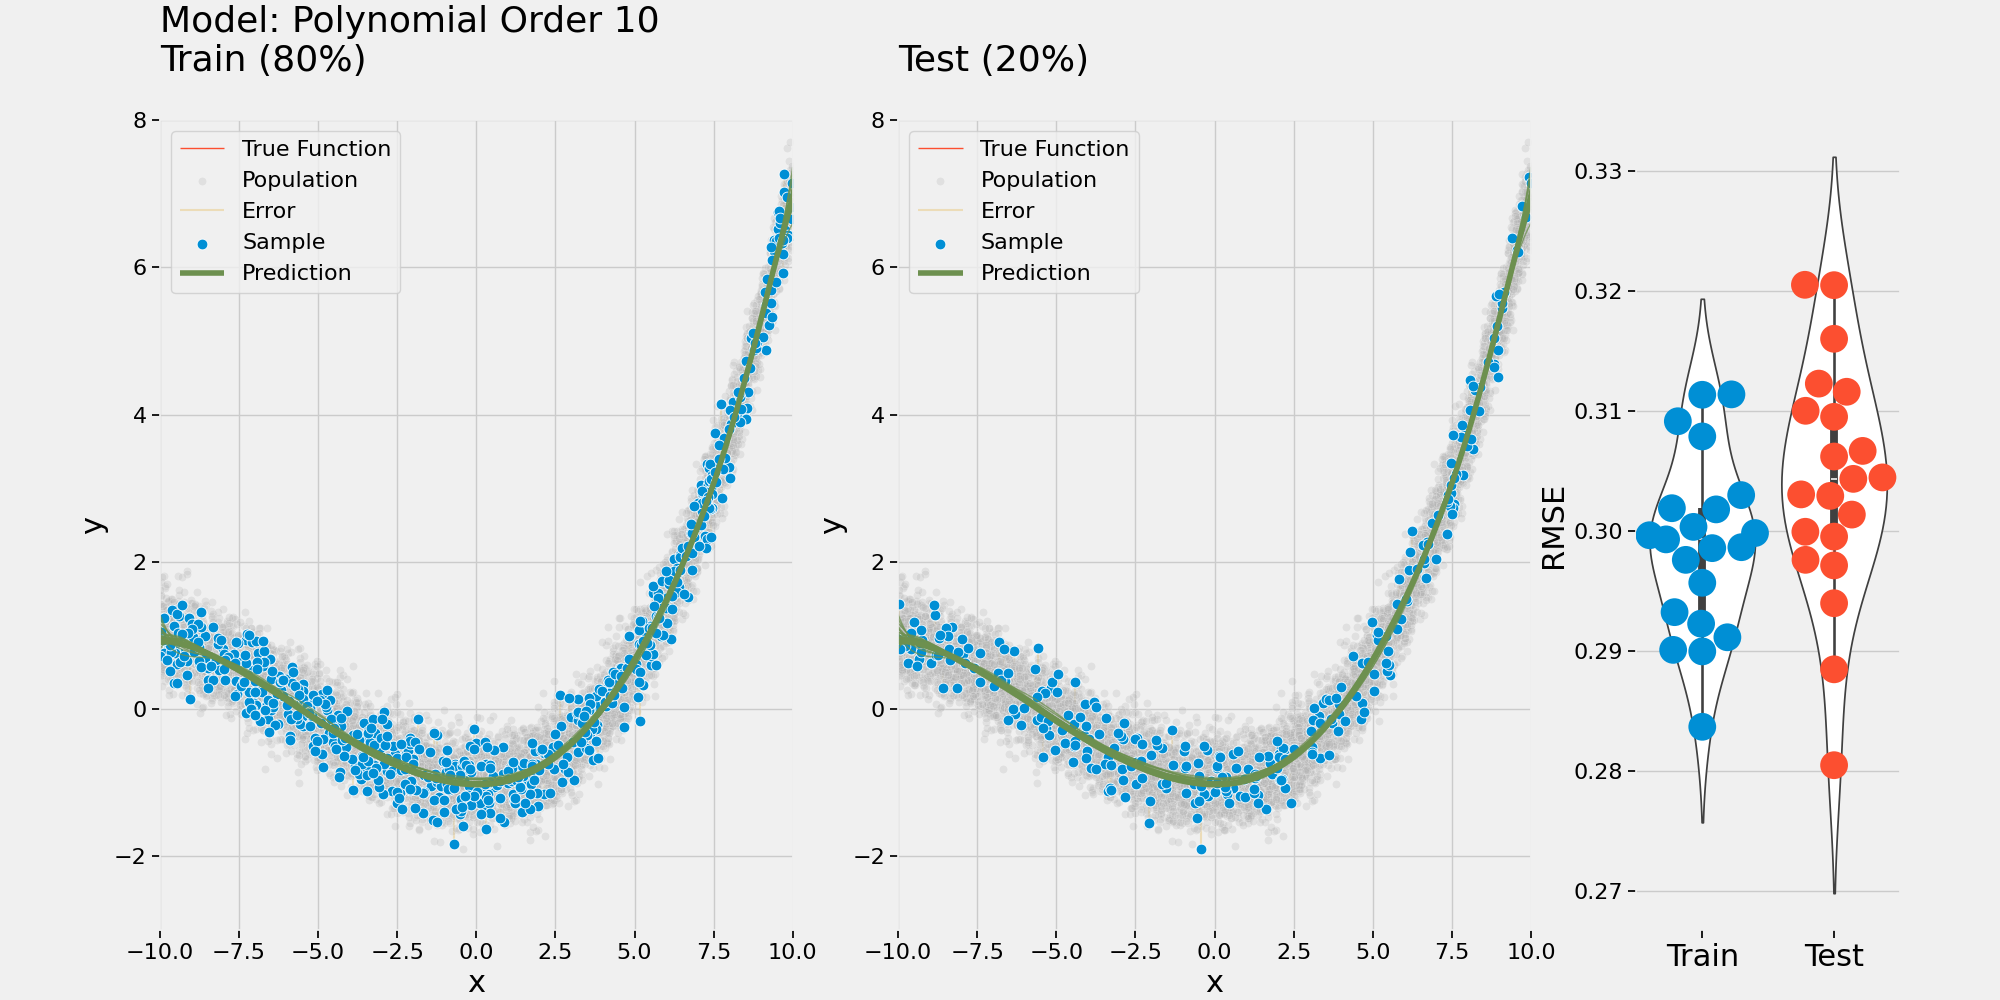 Model: Polynomial Order 10
Train (80%)
Test (20%)
8
6
4
2
0
−2
y
True Function
Population
Error
Sample
Prediction
−10.0 −7.5 −5.0 −2.5 0.0 2.5 5.0 7.5 10.0
x
8
6
4
2
0
−2
y
True Function
Population
Error
Sample
Prediction
−10.0 −7.5 −5.0 −2.5 0.0 2.5 5.0 7.5 10.0
x
0.33
0.32
0.31
0.30
0.29
0.28
0.27
RMSE
Train Test